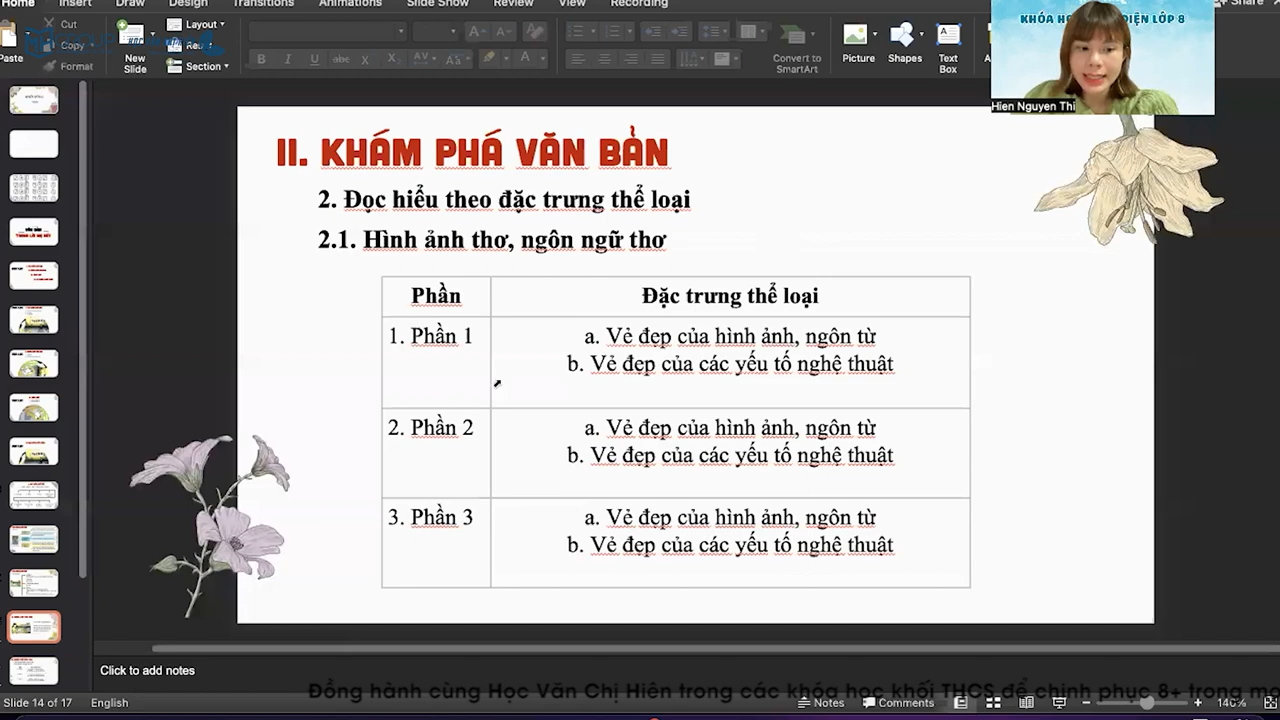 Home Insert Draw Design Transitions Animations Slide Show Review View Recording Share
Cut
Copy
Format
Paste
New
Slide
Layout
Section
Convert to
SmartArt
Picture
Shapes
Text
Box
KHÓA
ĐIỆN LỚP 8
Hien Nguyen Thi
II. KHÁM PHÁ VĂN BẢN
2. Đọc hiểu theo đặc trưng thể loại
2.1. Hình ảnh thơ, ngôn ngữ thơ
Phần Đặc trưng thể loại
1. Phần 1 a. Vẻ đẹp của hình ảnh, ngôn từ
b. Vẻ đẹp của các yếu tố nghệ thuật
2. Phần 2 a. Vẻ đẹp của hình ảnh, ngôn từ
b. Vẻ đẹp của các yếu tố nghệ thuật
3. Phần 3 a. Vẻ đẹp của hình ảnh, ngôn từ
b. Vẻ đẹp của các yếu tố nghệ thuật
Click to add notes
Đồng hành cùng Học Văn Chị Hiên trong các khóa học khối THCS để chinh phục 8+ trong
Slide 14 of 17 English Notes Comments 140%